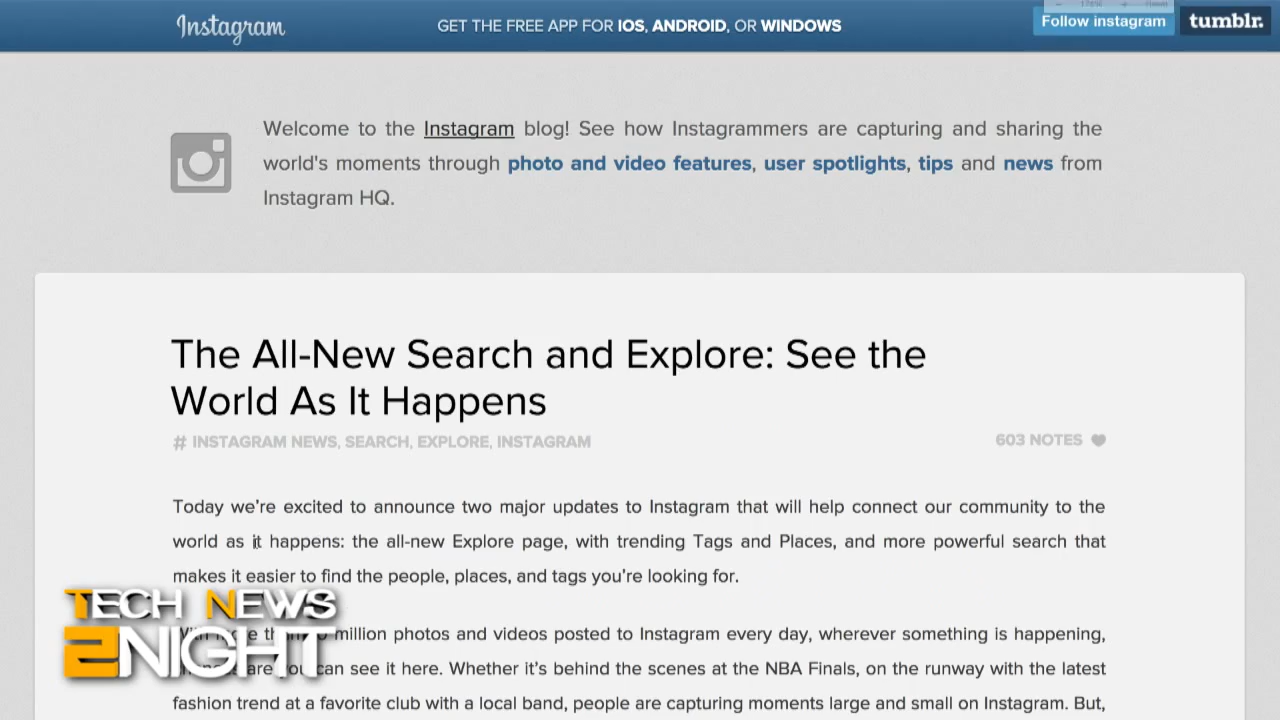 Instagram
GET THE FREE APP FOR IOS, ANDROID, OR WINDOWS
Follow instagram
tumblr.
Welcome to the Instagram blog! See how Instagrammers are capturing and sharing the
world's moments through photo and video features, user spotlights, tips and news from
Instagram HQ.
The All-New Search and Explore: See the
World As It Happens
# INSTAGRAM NEWS, SEARCH, EXPLORE, INSTAGRAM
603 NOTES
Today we're excited to announce two major updates to Instagram that will help connect our community to the
world as it happens: the all-new Explore page, with trending Tags and Places, and more powerful search that
makes it easier to find the people, places, and tags you're looking for.
million photos and videos posted to Instagram every day, wherever something is happening,
you can see it here. Whether it's behind the scenes at the NBA Finals, on the runway with the latest
fashion trend at a favorite club with a local band, people are capturing moments large and small on Instagram. But,
TECH NEWS
2NIGHT